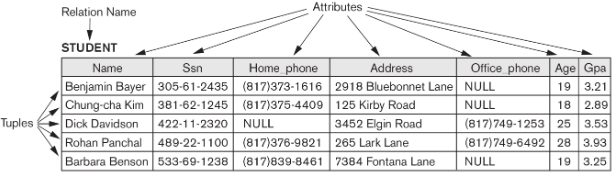 Relation Name
Attributes
STUDENT
Name Ssn Home_phone Address Office_phone Age Gpa
Benjamin Bayer 305-61-2435 (817)373-1616 2918 Bluebonnet Lane NULL 19 3.21
Chung-cha Kim 381-62-1245 (817)375-4409 125 Kirby Road NULL 18 2.89
Tuples Dick Davidson 422-11-2320 NULL 3452 Elgin Road (817)749-1253 25 3.53
Rohan Panchal 489-22-1100 (817)376-9821 265 Lark Lane (817)749-6492 28 3.93
Barbara Benson 533-69-1238 (817)839-8461 7384 Fontana Lane NULL 19 3.25